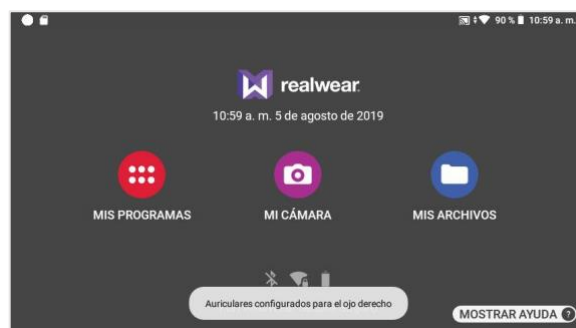 90 % 10:59 a. m.
realwear
10:59 a. m. 5 de agosto de 2019
MIS PROGRAMAS MI CÁMARA MIS ARCHIVOS
Auriculares configurados para el ojo derecho
MOSTRAR AYUDA ?